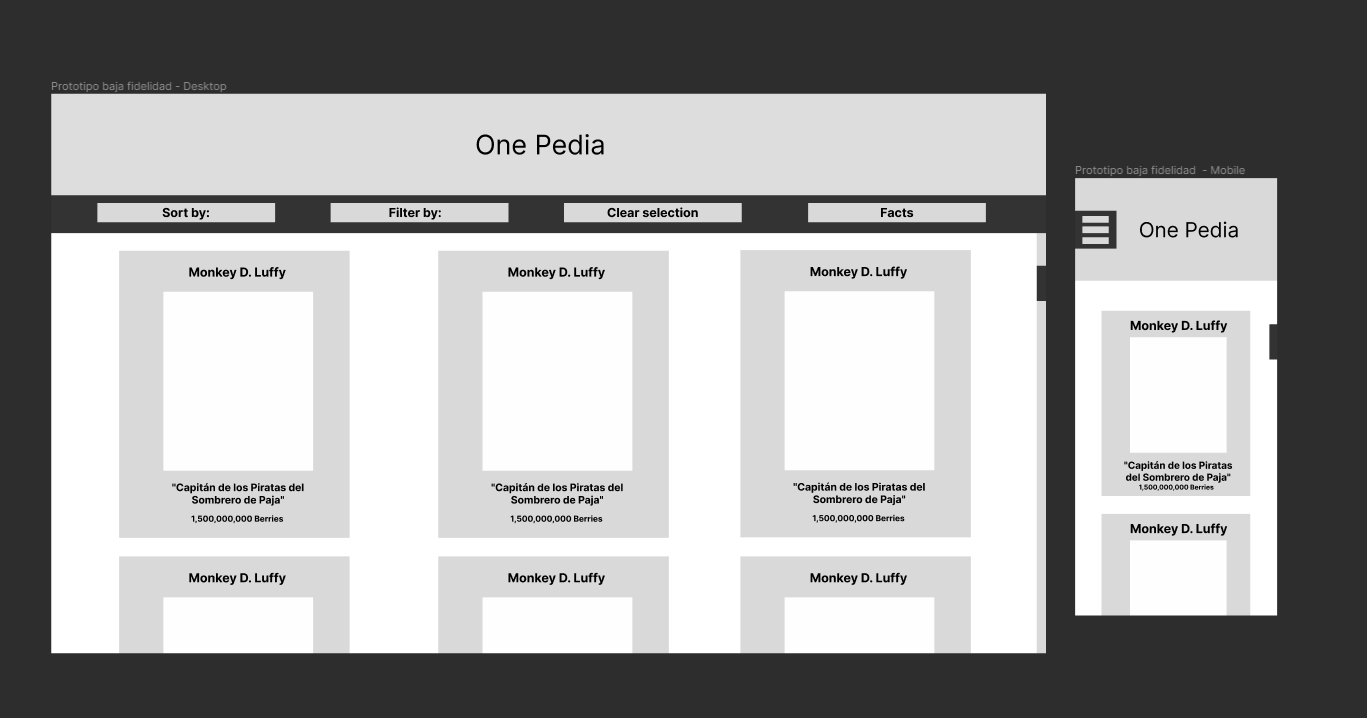 Prototipo baja fidelidad - Desktop
One Pedia
Sort by:
Filter by:
Clear selection
Facts
Monkey D. Luffy
"Capitán de los Piratas del
Sombrero de Paja"
1,500,000,000 Berries
Monkey D. Luffy
"Capitán de los Piratas del
Sombrero de Paja"
1,500,000,000 Berries
Monkey D. Luffy
"Capitán de los Piratas del
Sombrero de Paja"
1,500,000,000 Berries
Monkey D. Luffy
Monkey D. Luffy
Monkey D. Luffy
Prototipo baja fidelidad - Mobile
One Pedia
Monkey D. Luffy
"Capitán de los Piratas
del Sombrero de Paja"
1,500,000,000 Berries
Monkey D. Luffy